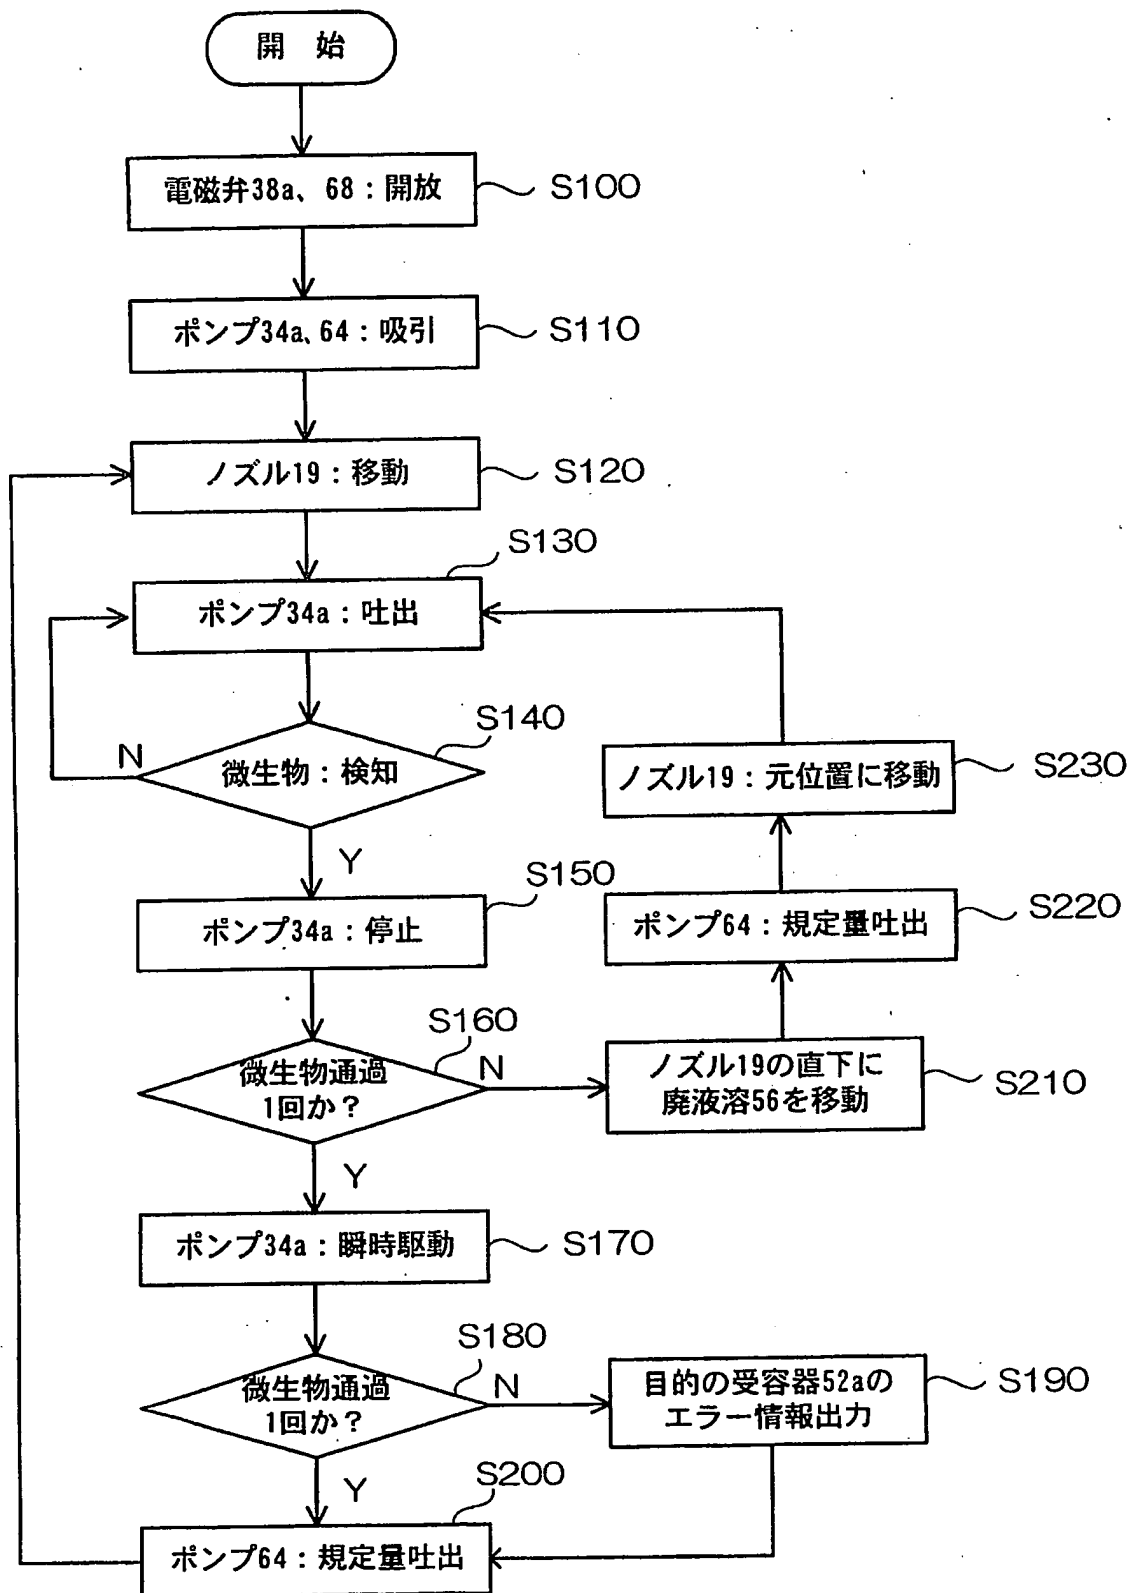 開 始
電磁弁38a、68：開放
S100
ポンプ34a、64：吸引
S110
ノズル19：移動
S120
S130
ポンプ34a：吐出
S140
N
微生物：検知
Y
S150
ポンプ34a：停止
S160
微生物通過
1回か？
N
Y
ノズル19の直下に
廃液溶56を移動
S210
ポンプ64：規定量吐出
S220
ノズル19：元位置に移動
S230
ポンプ34a：瞬時駆動
S170
S180
微生物通過
1回か？
N
Y
目的の受容器52aの
エラー情報出力
S190
S200
ポンプ64：規定量吐出